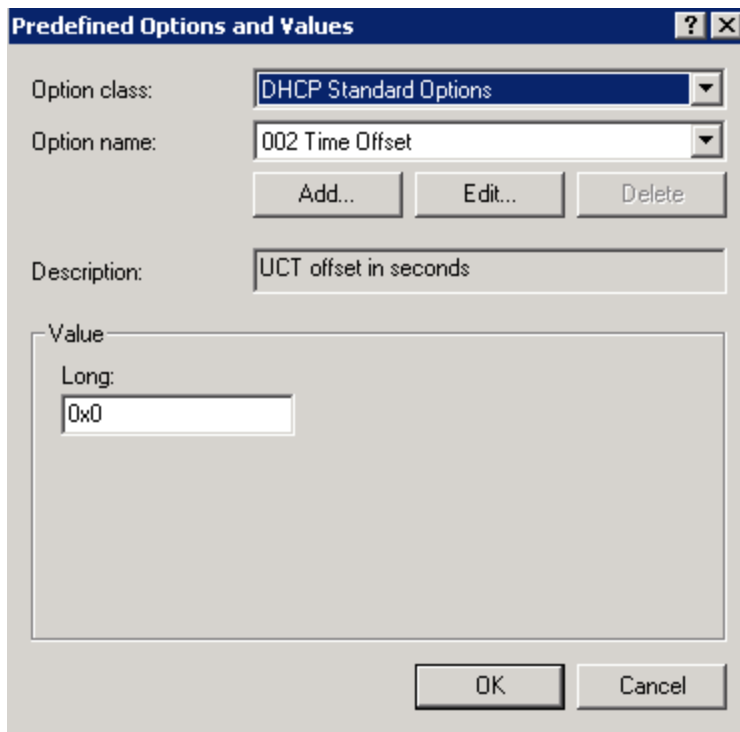 Predefined Options and Values
Option class: DHCP Standard Options
Option name: 002 Time Offset
Add... Edit... Delete
Description: UCT offset in seconds
Value
Long:
0x0
OK Cancel